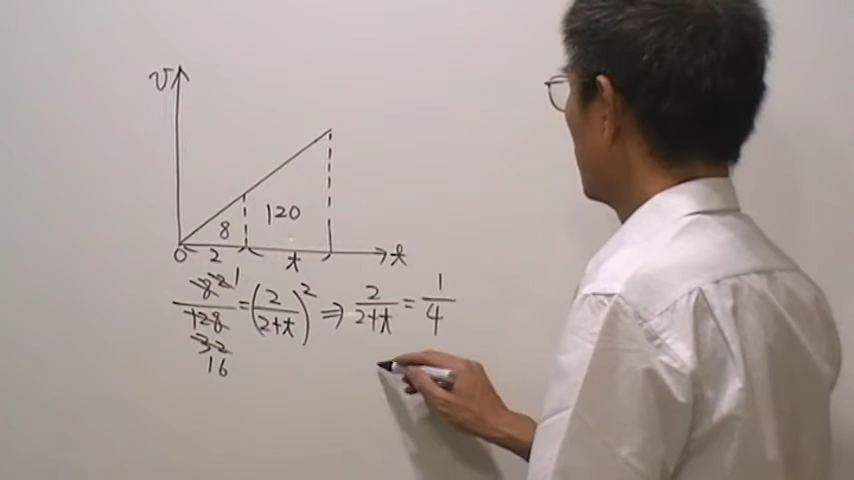 v
8 120
0 2 t t
8 2 1
128 = (2/(2+t))² ⇒ 2/(2+t) = 1/4
32
16